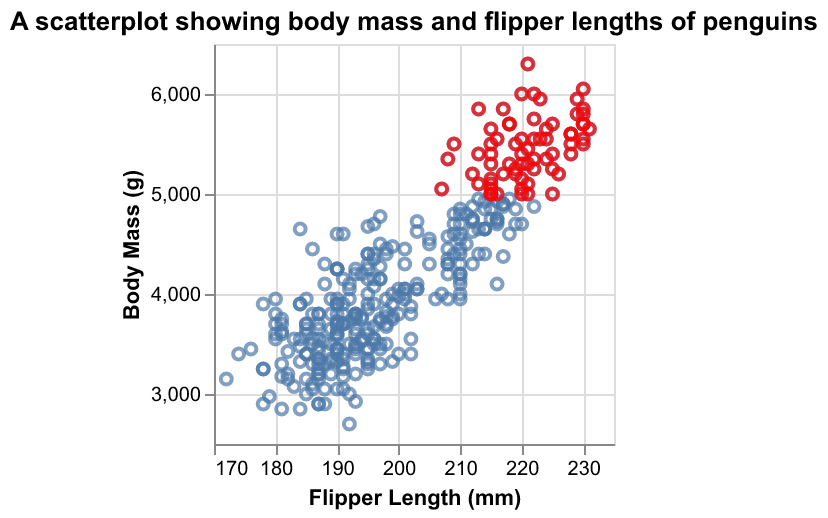 A scatterplot showing body mass and flipper lengths of penguins
6,000
5,000
4,000
3,000
Body Mass (g)
170 180 190 200 210 220 230
Flipper Length (mm)